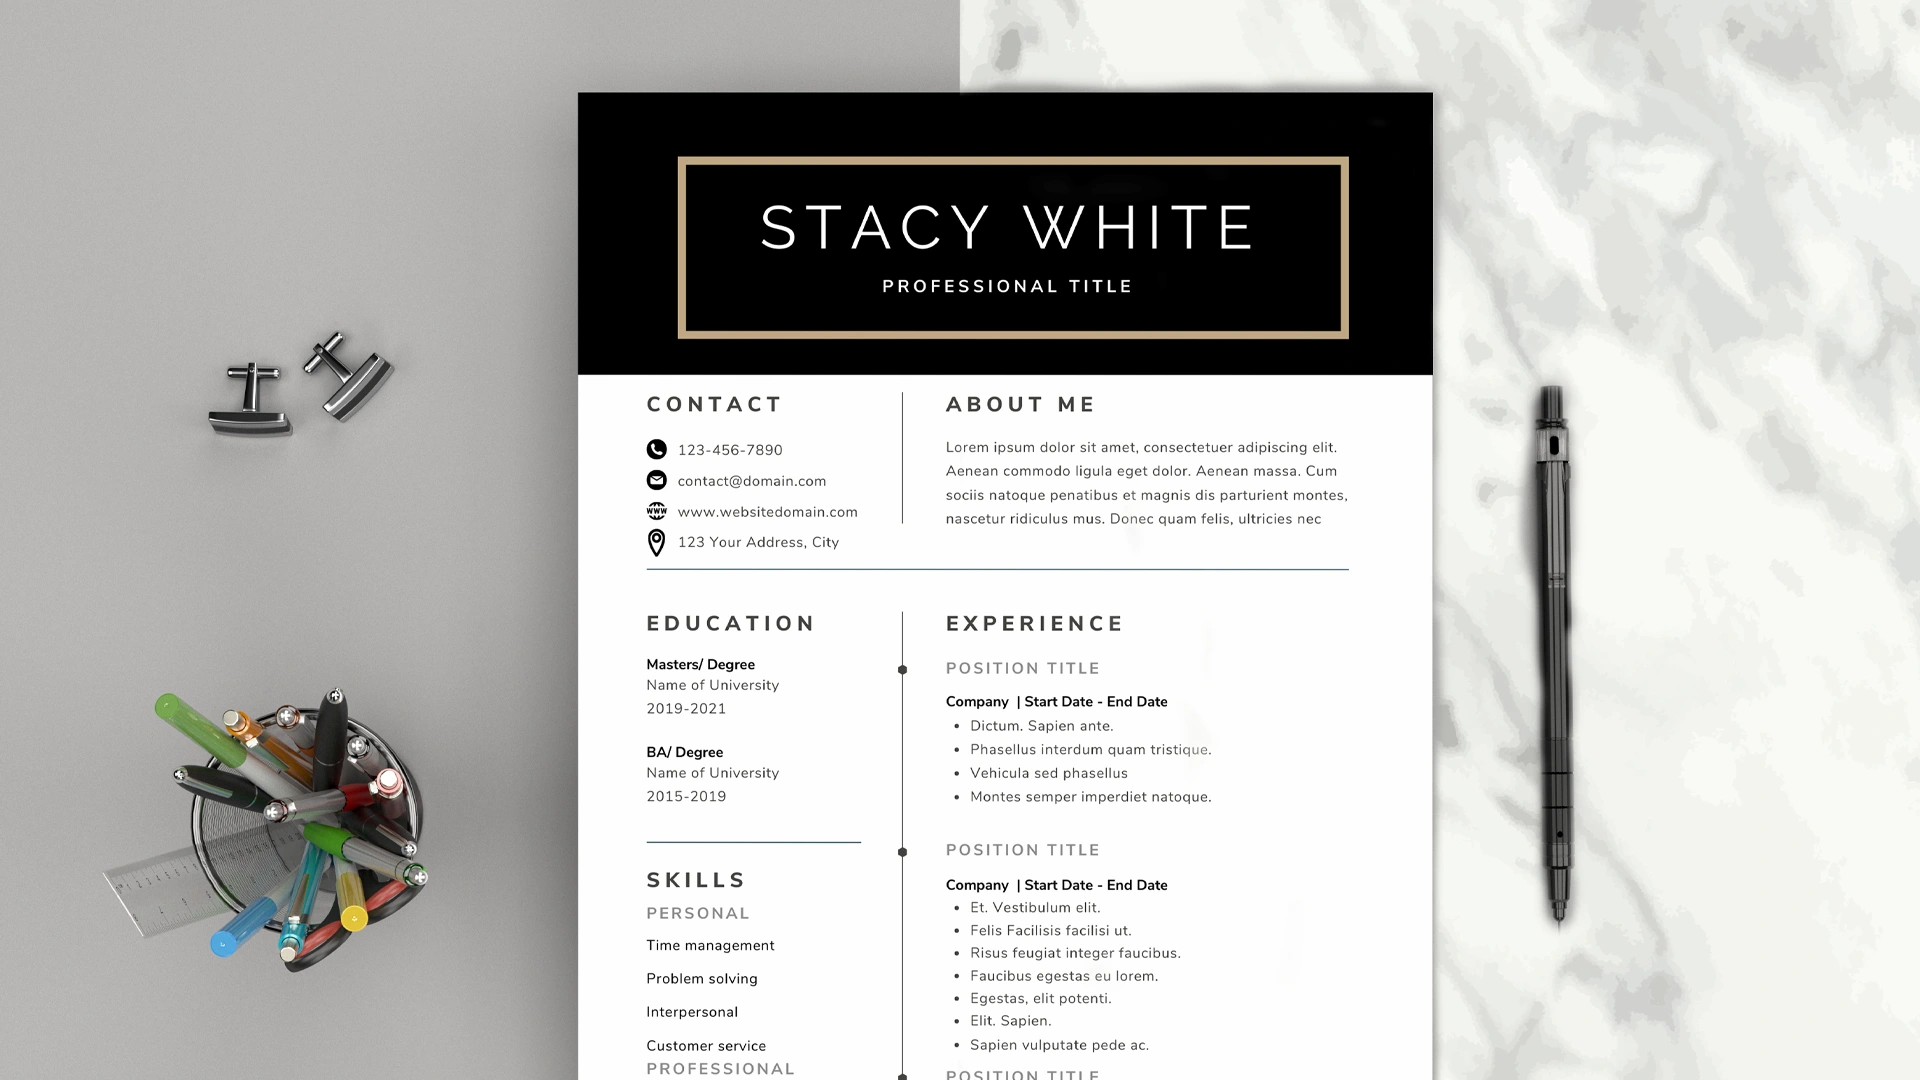 STACY WHITE
PROFESSIONAL TITLE
CONTACT
123-456-7890
contact@domain.com
www.websitedomain.com
123 Your Address, City
ABOUT ME
Lorem ipsum dolor sit amet, consectetuer adipiscing elit.
Aenean commodo ligula eget dolor. Aenean massa. Cum
sociis natoque penatibus et magnis dis parturient montes,
nascetur ridiculus mus. Donec quam felis, ultricies nec
EDUCATION
Masters/ Degree
Name of University
2019-2021
BA/ Degree
Name of University
2015-2019
SKILLS
PERSONAL
Time management
Problem solving
Interpersonal
Customer service
PROFESSIONAL
EXPERIENCE
POSITION TITLE
Company | Start Date - End Date
• Dictum. Sapien ante.
• Phasellus interdum quam tristique.
• Vehicula sed phasellus
• Montes semper imperdiet natoque.
POSITION TITLE
Company | Start Date - End Date
• Et. Vestibulum elit.
• Felis Facilisis facilisi ut.
• Risus feugiat integer faucibus.
• Faucibus egestas eu lorem.
• Egestas, elit potenti.
• Elit. Sapien.
• Sapien vulputate pede ac.
POSITION TITLE